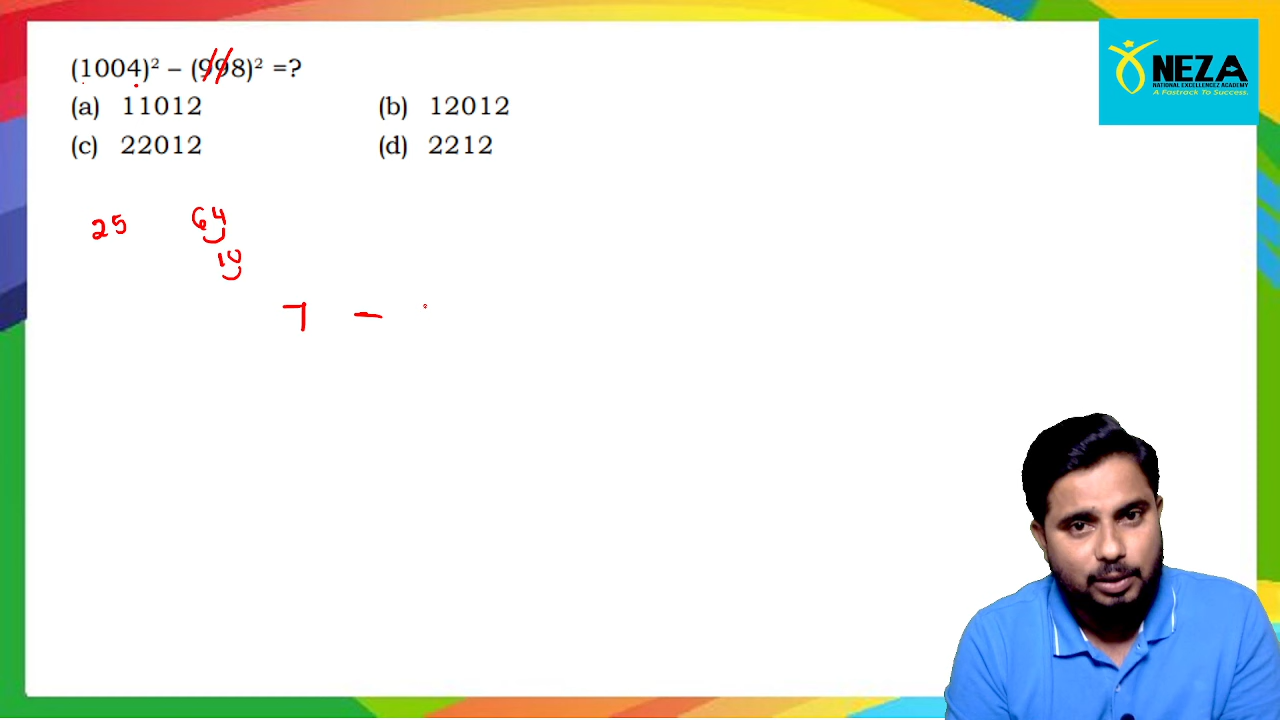 (1004)² – (998)² =?
(a) 11012 (b) 12012
(c) 22012 (d) 2212
25 64
10
7 –
NEZA
NATIONAL EXCELLENCEZ ACADEMY
A Fastrack To Success.